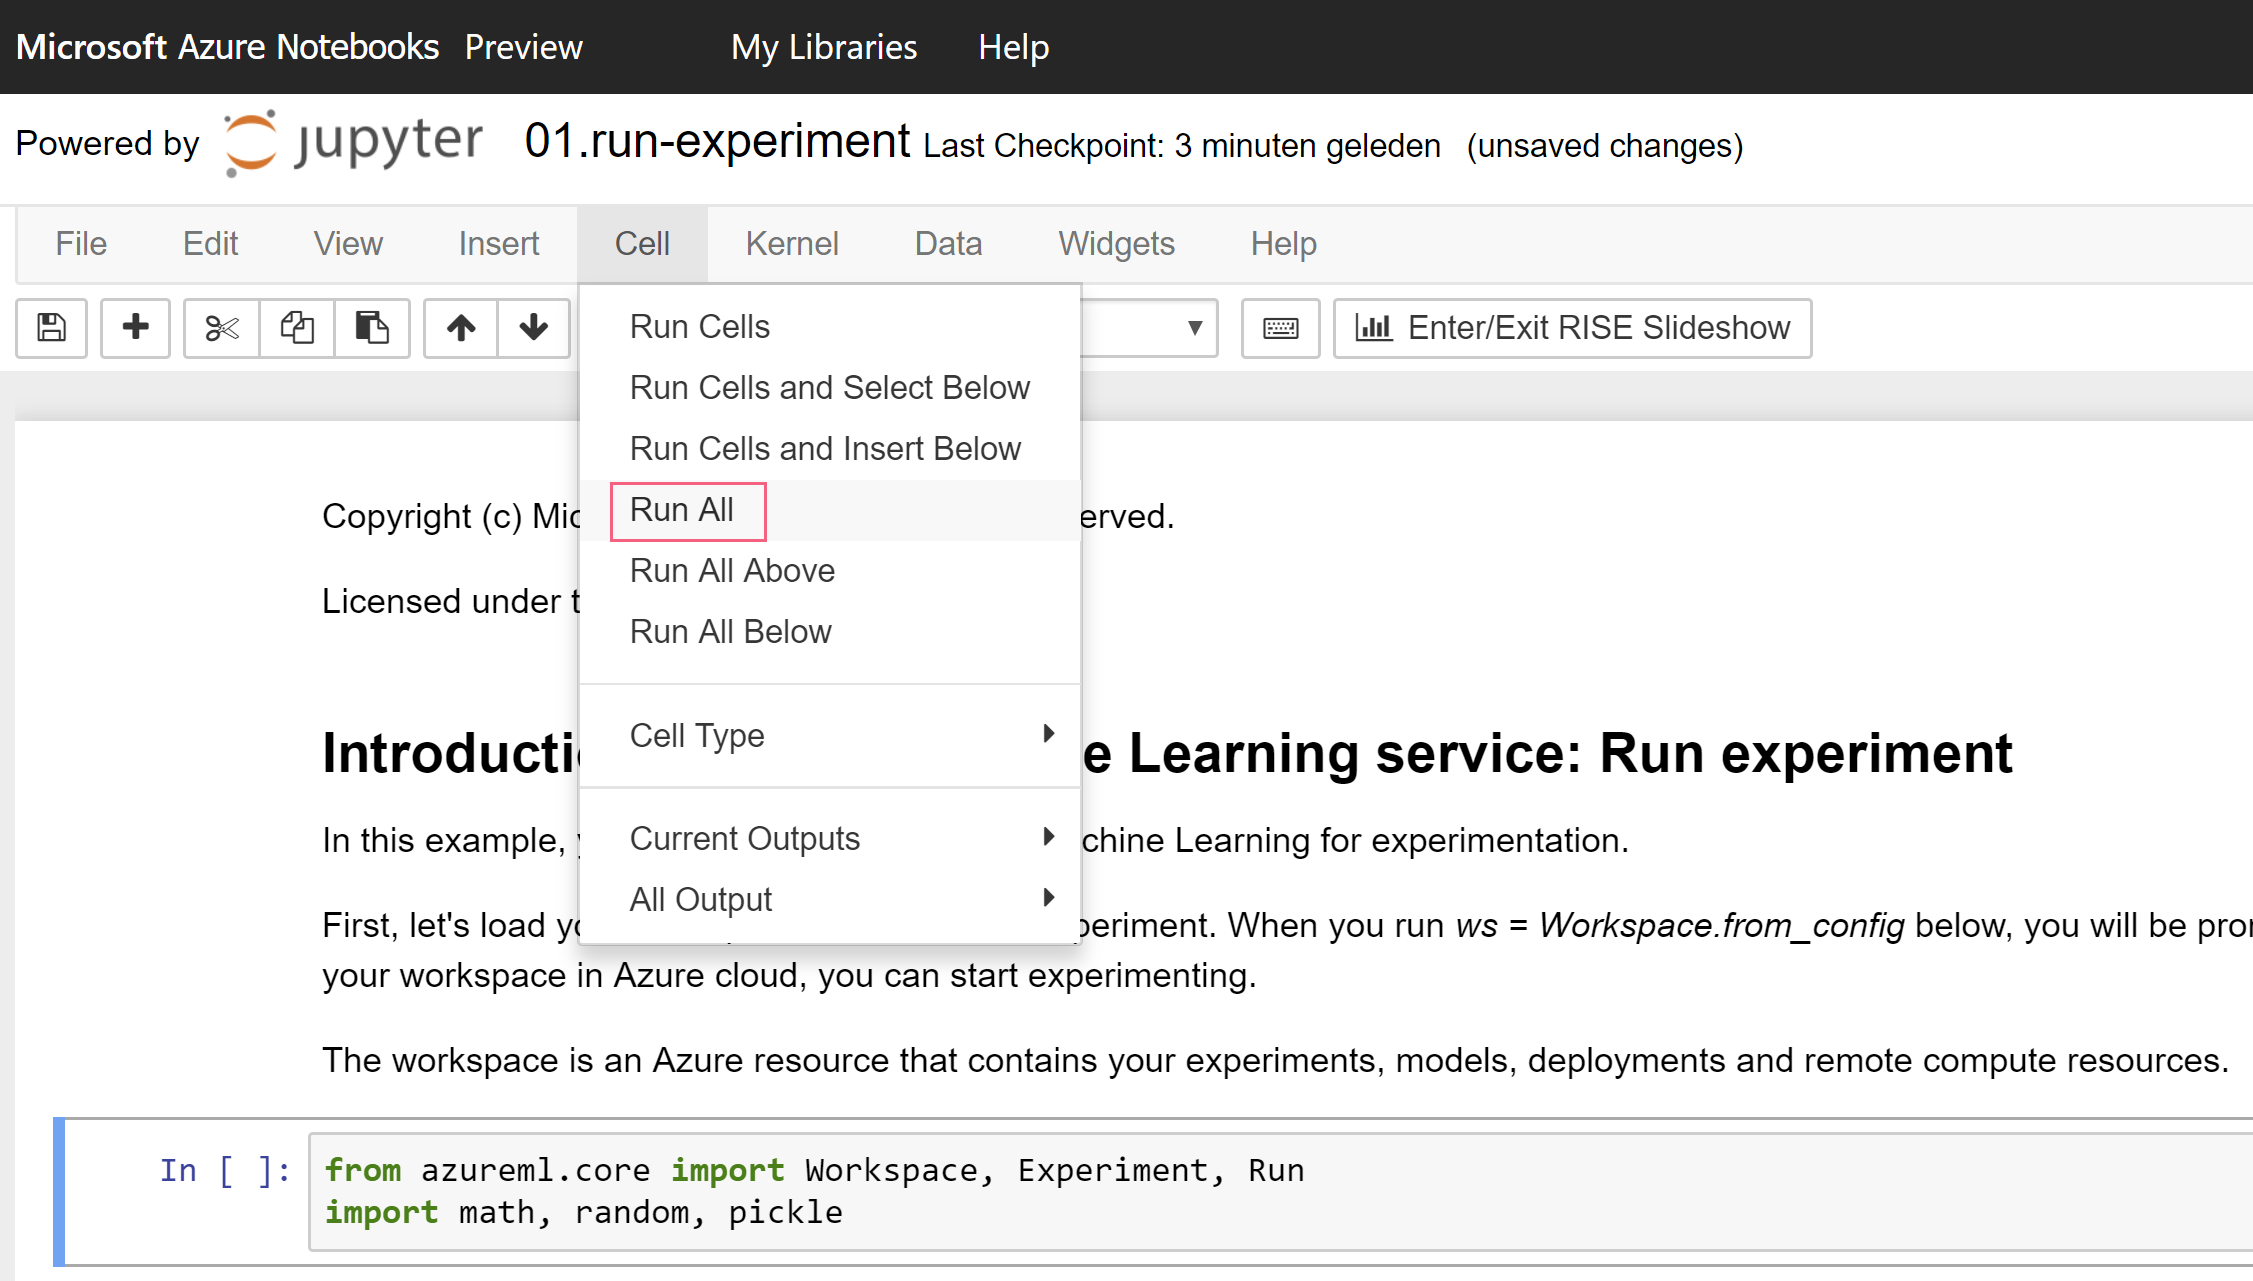 Microsoft Azure Notebooks Preview My Libraries Help
Powered by jupyter 01.run-experiment Last Checkpoint: 3 minuten geleden (unsaved changes)
File Edit View Insert Cell Kernel Data Widgets Help
Enter/Exit RISE Slideshow
Run Cells
Run Cells and Select Below
Run Cells and Insert Below
Run All
Run All Above
Run All Below
Cell Type
Current Outputs
All Output
Copyright (c)
Licensed under
Learning service: Run experiment
In this example, Learning for experimentation.
First, let's load When you run ws = Workspace.from_config below, you will be
your workspace in Azure cloud, you can start experimenting.
The workspace is an Azure resource that contains your experiments, models, deployments and remote compute resources.
In [ ]: from azureml.core import Workspace, Experiment, Run
import math, random, pickle